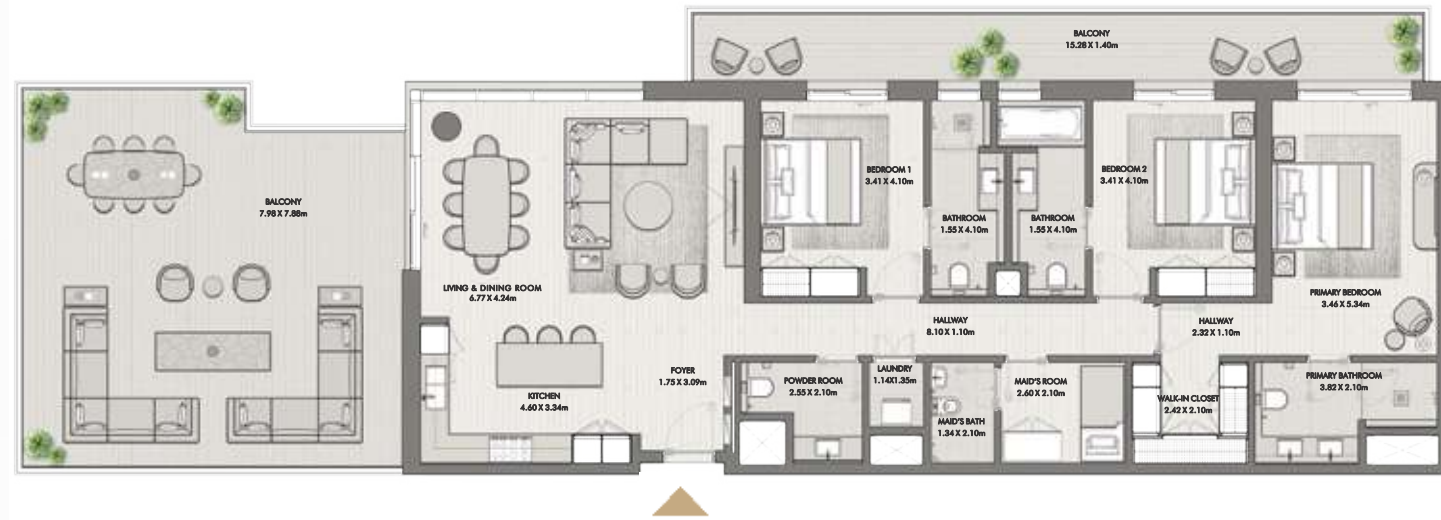 BALCONY
15.28 X 1.40m
BALCONY
7.98 X 7.88m
LIVING & DINING ROOM
6.77 X 4.24m
BEDROOM 1
3.41 X 4.10m
BATHROOM
1.55 X 4.10m
BATHROOM
1.55 X 4.10m
BEDROOM 2
3.41 X 4.10m
PRIMARY BEDROOM
3.46 X 5.34m
HALLWAY
8.10 X 1.10m
HALLWAY
2.32 X 1.10m
FOYER
1.75 X 3.09m
KITCHEN
4.60 X 3.34m
POWDER ROOM
2.55 X 2.10m
LAUNDRY
1.14X1.35m
MAID'S BATH
1.34 X 2.10m
MAID'S ROOM
2.60 X 2.10m
WALK-IN CLOSET
2.42 X 2.10m
PRIMARY BATHROOM
3.82 X 2.10m